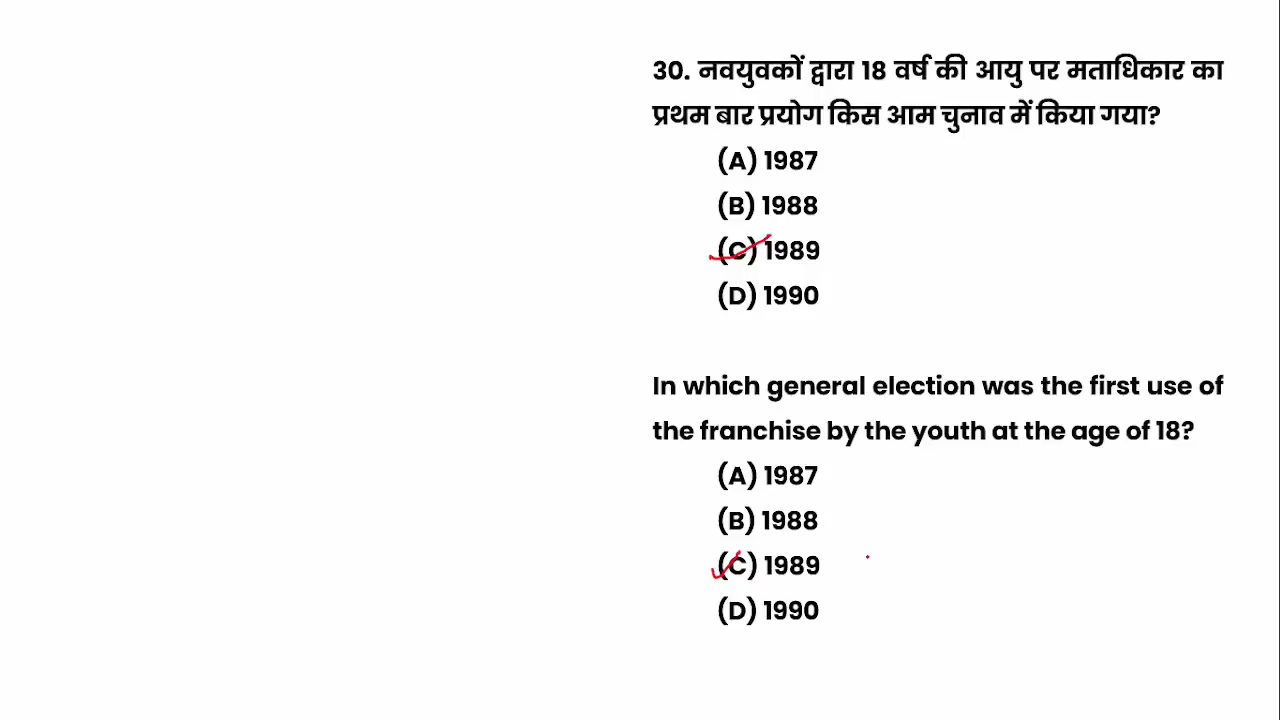 30. नवयुवकों द्वारा 18 वर्ष की आयु पर मताधिकार का
प्रथम बार प्रयोग किस आम चुनाव में किया गया?
(A) 1987
(B) 1988
(C) 1989
(D) 1990
In which general election was the first use of
the franchise by the youth at the age of 18?
(A) 1987
(B) 1988
(C) 1989
(D) 1990